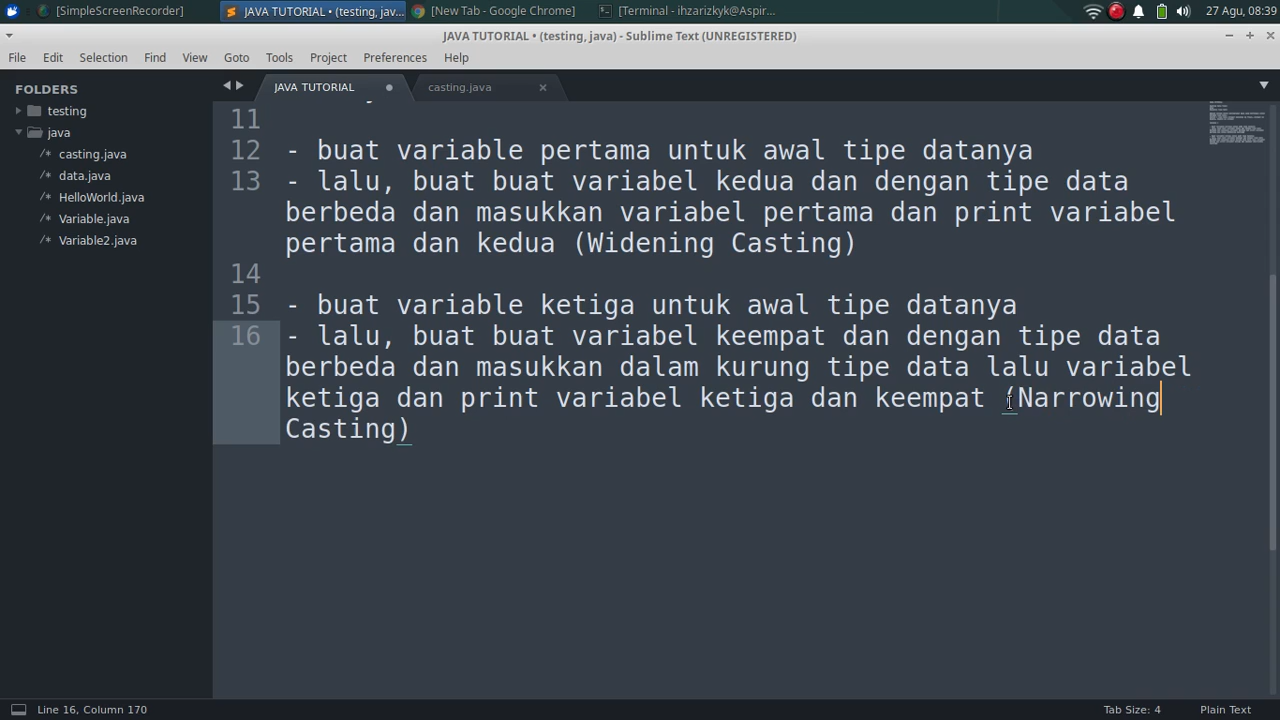 [SimpleScreenRecorder]
JAVA TUTORIAL • (testing, jav...
[New Tab - Google Chrome]
[Terminal - ihzarizkyk@Aspir...
27 Agu, 08:39
JAVA TUTORIAL • (testing, java) - Sublime Text (UNREGISTERED)
File Edit Selection Find View Goto Tools Project Preferences Help
FOLDERS
testing
java
casting.java
data.java
HelloWorld.java
Variable.java
Variable2.java
JAVA TUTORIAL
casting.java
11
12 - buat variable pertama untuk awal tipe datanya
13 - lalu, buat buat variabel kedua dan dengan tipe data
berbeda dan masukkan variabel pertama dan print variabel
pertama dan kedua (Widening Casting)
14
15 - buat variable ketiga untuk awal tipe datanya
16 - lalu, buat buat variabel keempat dan dengan tipe data
berbeda dan masukkan dalam kurung tipe data lalu variabel
ketiga dan print variabel ketiga dan keempat (Narrowing
Casting)
Line 16, Column 170
Tab Size: 4
Plain Text